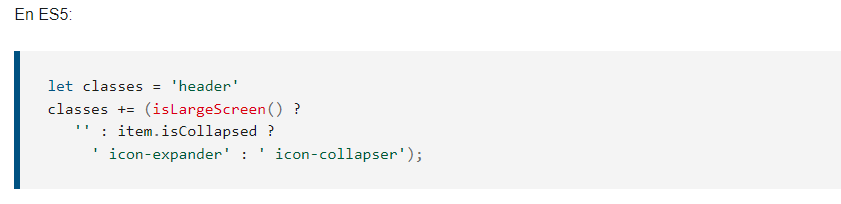 En ES5:
let classes = 'header'
classes += (isLargeScreen() ?
'' : item.isCollapsed ?
' icon-expander' : ' icon-collapser');